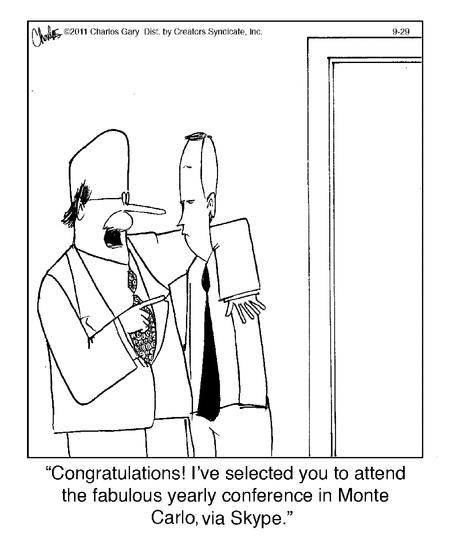 Charlos ©2011 Charlos Gary Dist. by Creators Syndicate, Inc. 9-29
“Congratulations! I’ve selected you to attend
the fabulous yearly conference in Monte
Carlo, via Skype.”